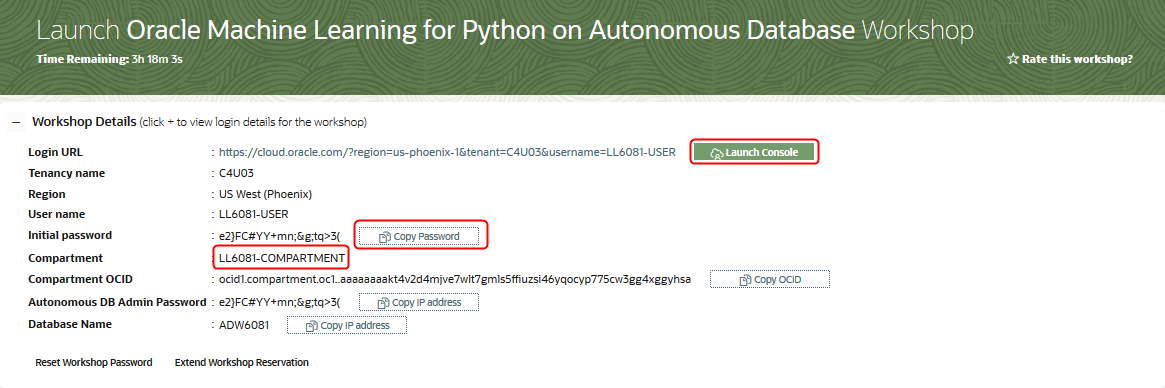 Launch Oracle Machine Learning for Python on Autonomous Database Workshop
Time Remaining: 3h 18m 3s
☆ Rate this workshop?
− Workshop Details (click + to view login details for the workshop)
Login URL : https://cloud.oracle.com/?region=us-phoenix-1&tenant=C4U03&username=LL6081-USER Launch Console
Tenancy name : C4U03
Region : US West (Phoenix)
User name : LL6081-USER
Initial password : e2}FC#YY+mn;&g;tq>3( Copy Password
Compartment : LL6081-COMPARTMENT
Compartment OCID : ocid1.compartment.oc1..aaaaaaaakt4v2d4mjve7wlt7gmls5ffiuzsi46yqocyp775cw3gg4xggyhsa Copy OCID
Autonomous DB Admin Password : e2}FC#YY+mn;&g;tq>3( Copy IP address
Database Name : ADW6081 Copy IP address
Reset Workshop Password Extend Workshop Reservation